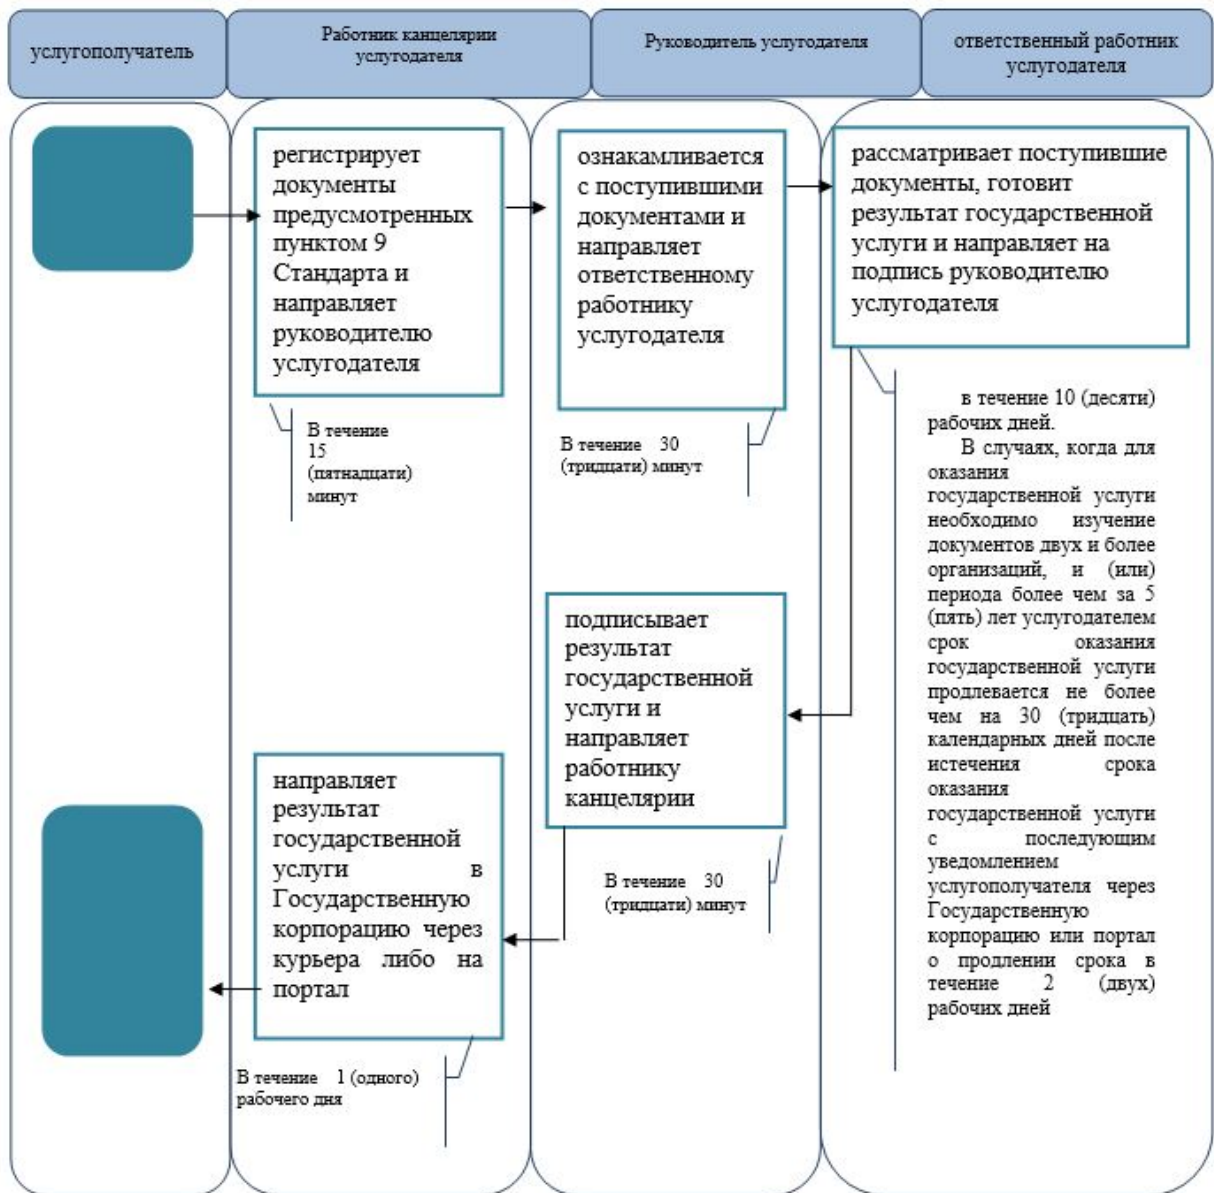 услугополучатель
Работник канцелярии
услугодателя
Руководитель услугодателя
ответственный работник
услугодателя
регистрирует
документы
предусмотренных
пунктом 9
Стандарта и
направляет
руководителю
услугодателя
ознакамливается
с поступившими
документами и
направляет
ответственному
работнику
услугодателя
рассматривает поступившие
документы, готовит
результат государственной
услуги и направляет на
подпись руководителю
услугодателя
В течение
15
(пятнадцати)
минут
В течение 30
(тридцати) минут
в течение 10 (десяти)
рабочих дней.
В случаях, когда для
оказания
государственной услуги
необходимо изучение
документов двух и более
организаций, и (или)
периода более чем за 5
(пять) лет услугодателем
срок оказания
государственной услуги
продлевается не более
чем на 30 (тридцать)
календарных дней после
истечения срока
оказания
государственной услуги
с последующим
уведомлением
услугополучателя через
Государственную
корпорацию или портал
о продлении срока в
течение 2 (двух)
рабочих дней
подписывает
результат
государственной
услуги и
направляет
работнику
канцелярии
В течение 30
(тридцати) минут
направляет
результат
государственной
услуги в
Государственную
корпорацию через
курьера либо на
портал
В течение 1 (одного)
рабочего дня